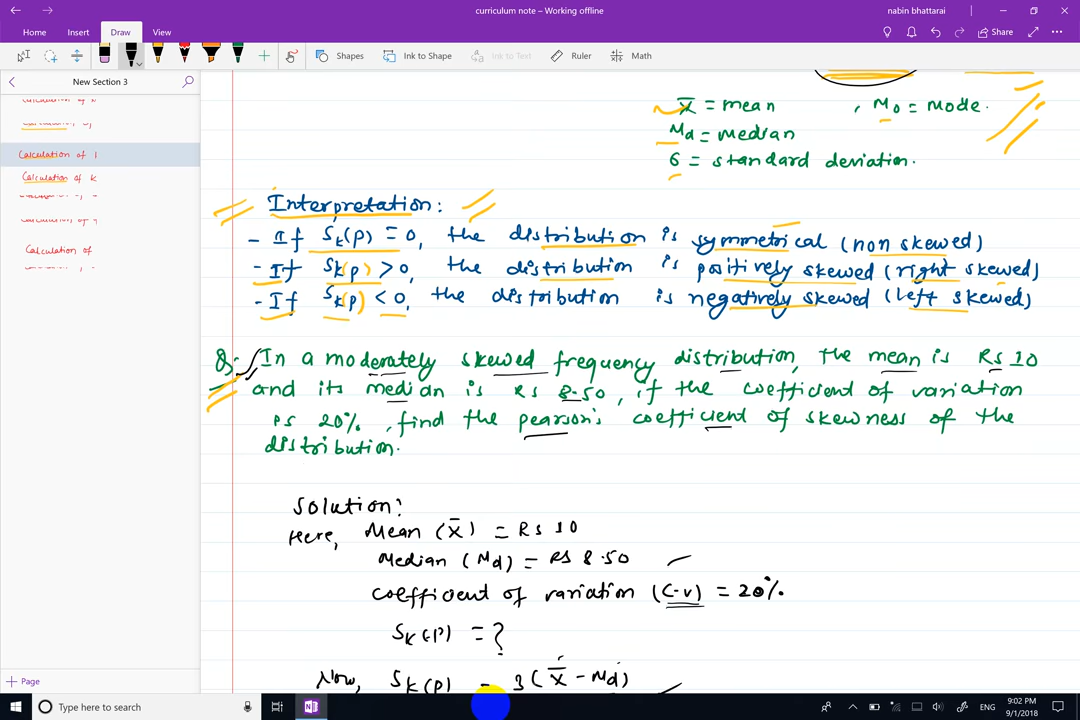 curriculum note – Working offline
nabin bhattarai
Home Insert Draw View
Share
Shapes Ink to Shape Ink to Text Ruler Math
New Section 3
Calculation of
Calculation of k
Calculation of
x̄ = mean , Mo = mode.
Md = median
6 = standard deviation.
Interpretation:
- If Sk(p) = 0, the distribution is symmetrical (non skewed)
- If Sk(p) >0, the distribution is positively skewed (right skewed)
- If Sk(p) <0, the distribution is negatively skewed (left skewed)
Q: In a moderately skewed frequency distribution, the mean is Rs 10
and its median is Rs 8.50, if the coefficient of variation
is 20%, find the pearson's coefficient of skewness of the
distribution.
Solution:
Here, Mean (x̄) = Rs 10
Median (Md) = Rs 8.50
coefficient of variation (C.v) = 20%
Sk(p) = ?
Now, Sk(p) = 3(x̄ - Md)
Page
Type here to search
ENG
9:02 PM
9/1/2018